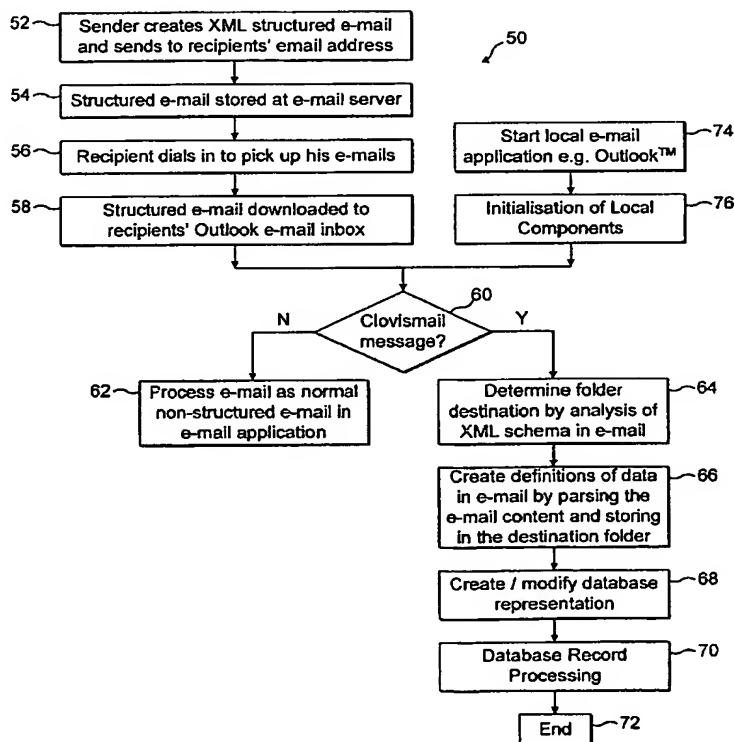 52
Sender creates XML structured e-mail
and sends to recipients' email address
50
54
Structured e-mail stored at e-mail server
56
Recipient dials in to pick up his e-mails
58
Structured e-mail downloaded to
recipients' Outlook e-mail inbox
Start local e-mail
application e.g. Outlook™
74
Initialisation of Local
Components
76
60
Clovismail
message?
N
Y
62
Process e-mail as normal
non-structured e-mail in
e-mail application
Determine folder
destination by analysis of
XML schema in e-mail
64
Create definitions of data
in e-mail by parsing the
e-mail content and storing
in the destination folder
66
Create / modify database
representation
68
Database Record
Processing
70
End
72